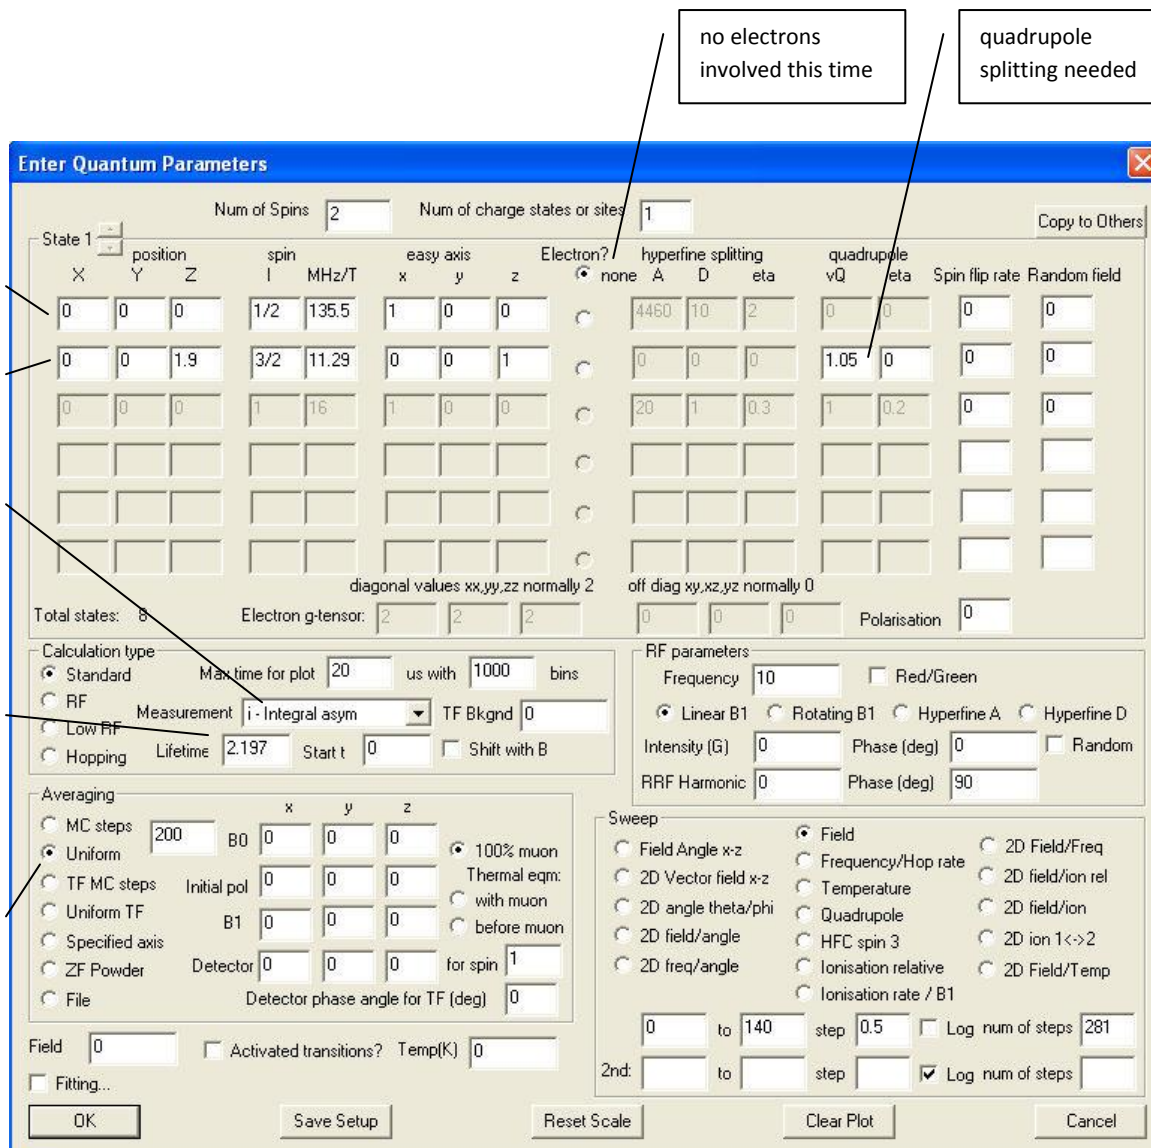 no electrons
involved this time
quadrupole
splitting needed
Enter Quantum Parameters
Num of Spins 2 Num of charge states or sites 1
Copy to Others
State 1
position spin easy axis Electron? hyperfine splitting quadrupole
X Y Z I MHz/T x y z none A D eta vQ eta Spin flip rate Random field
0 0 0 1/2 135.5 1 0 0 4460 10 2 0 0 0 0
0 0 1.9 3/2 11.29 0 0 1 0 0 0 1.05 0 0 0
0 0 0 1 16 1 0 0 20 1 0.3 1 0.2 0 0
diagonal values xx,yy,zz normally 2 off diag xy,xz,yz normally 0
Total states: 8 Electron g-tensor: 2 2 2 0 0 0 Polarisation 0
Calculation type
Standard Max time for plot 20 us with 1000 bins
RF
Measurement i - Integral asym TF Bkgnd 0
Low RF
Lifetime 2.197 Start t 0 Shift with B
Hopping
RF parameters
Frequency 10 Red/Green
Linear B1 Rotating B1 Hyperfine A Hyperfine D
Intensity (G) 0 Phase (deg) 0 Random
RRF Harmonic 0 Phase (deg) 90
Averaging
x y z
MC steps 200 B0 0 0 0
Uniform 100% muon
TF MC steps Initial pol 0 0 0 Thermal eqm:
with muon
Uniform TF B1 0 0 0 before muon
Specified axis
ZF Powder Detector 0 0 0 for spin 1
File Detector phase angle for TF (deg) 0
Sweep
Field Angle x-z Field 2D Field/Freq
2D Vector field x-z Frequency/Hop rate 2D field/ion rel
2D angle theta/phi Temperature 2D field/ion
2D field/angle Quadrupole 2D ion 1<->2
2D freq/angle HFC spin 3 2D Field/Temp
Ionisation relative
Ionisation rate / B1
0 to 140 step 0.5 Log num of steps 281
2nd: to step Log num of steps
Field 0 Activated transitions? Temp(K) 0
Fitting...
OK Save Setup Reset Scale Clear Plot Cancel